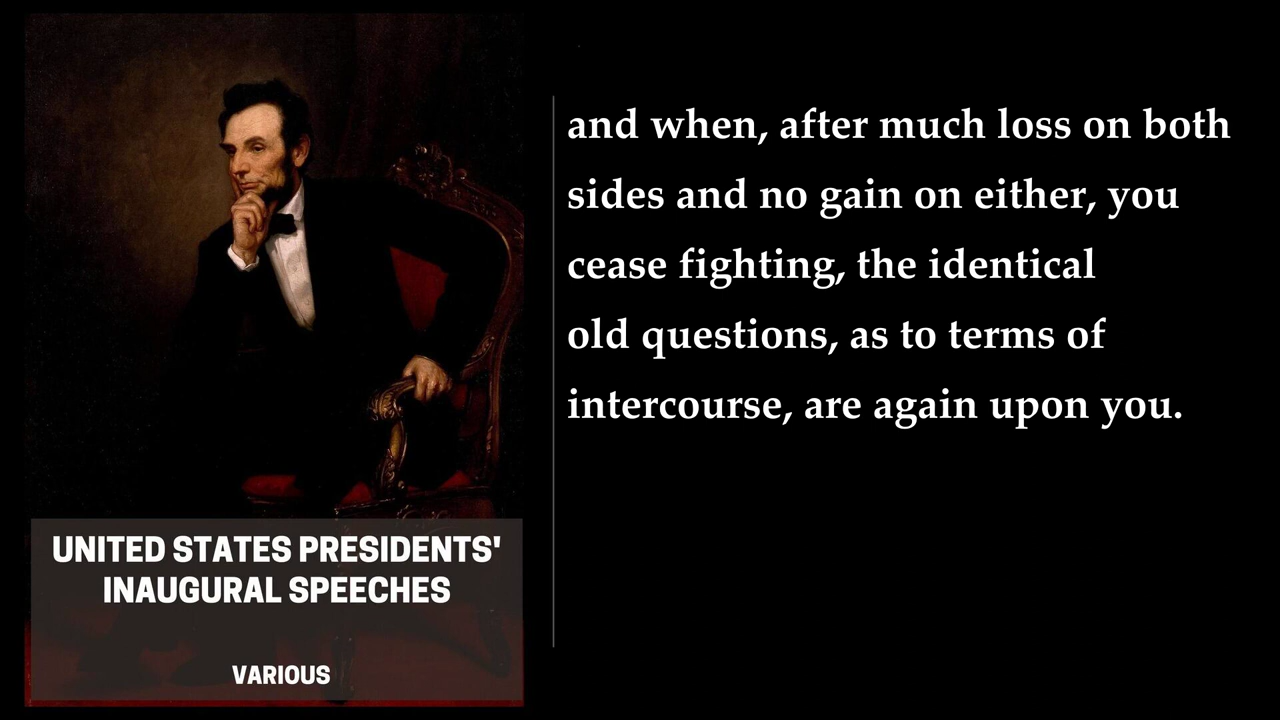 and when, after much loss on both
sides and no gain on either, you
cease fighting, the identical
old questions, as to terms of
intercourse, are again upon you.
UNITED STATES PRESIDENTS'
INAUGURAL SPEECHES
VARIOUS